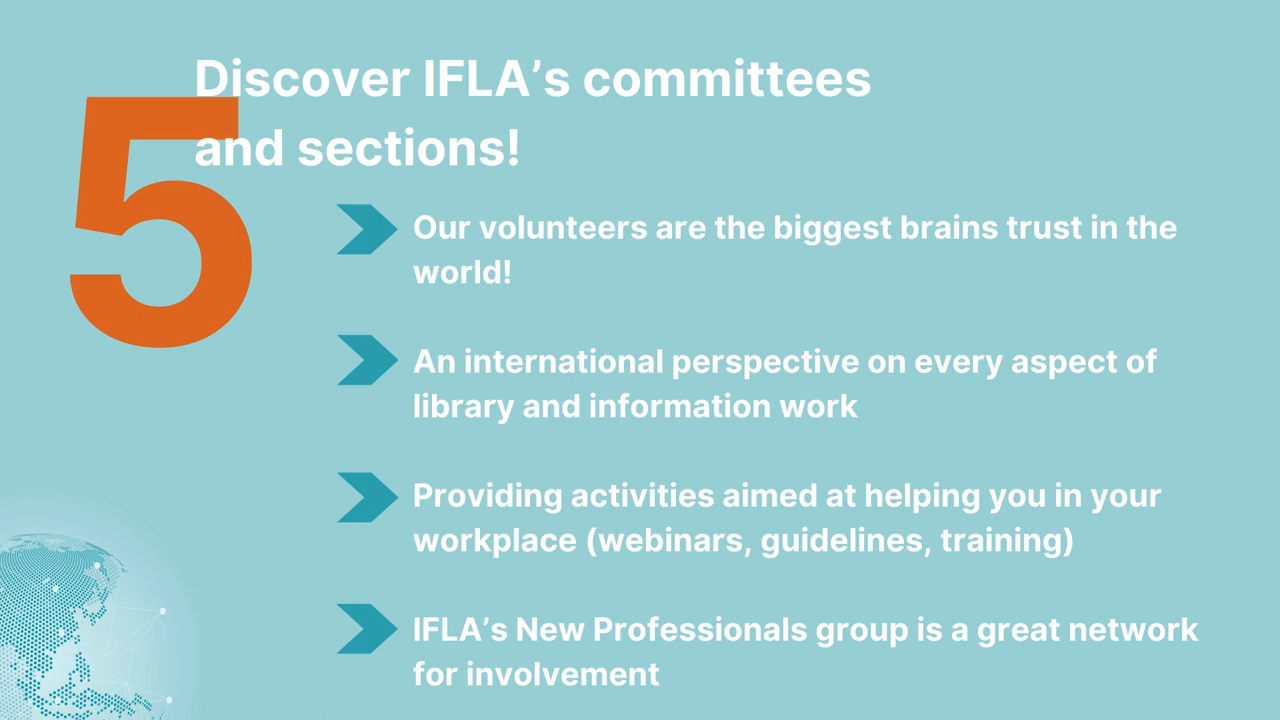 5
Discover IFLA’s committees
and sections!
Our volunteers are the biggest brains trust in the
world!
An international perspective on every aspect of
library and information work
Providing activities aimed at helping you in your
workplace (webinars, guidelines, training)
IFLA’s New Professionals group is a great network
for involvement